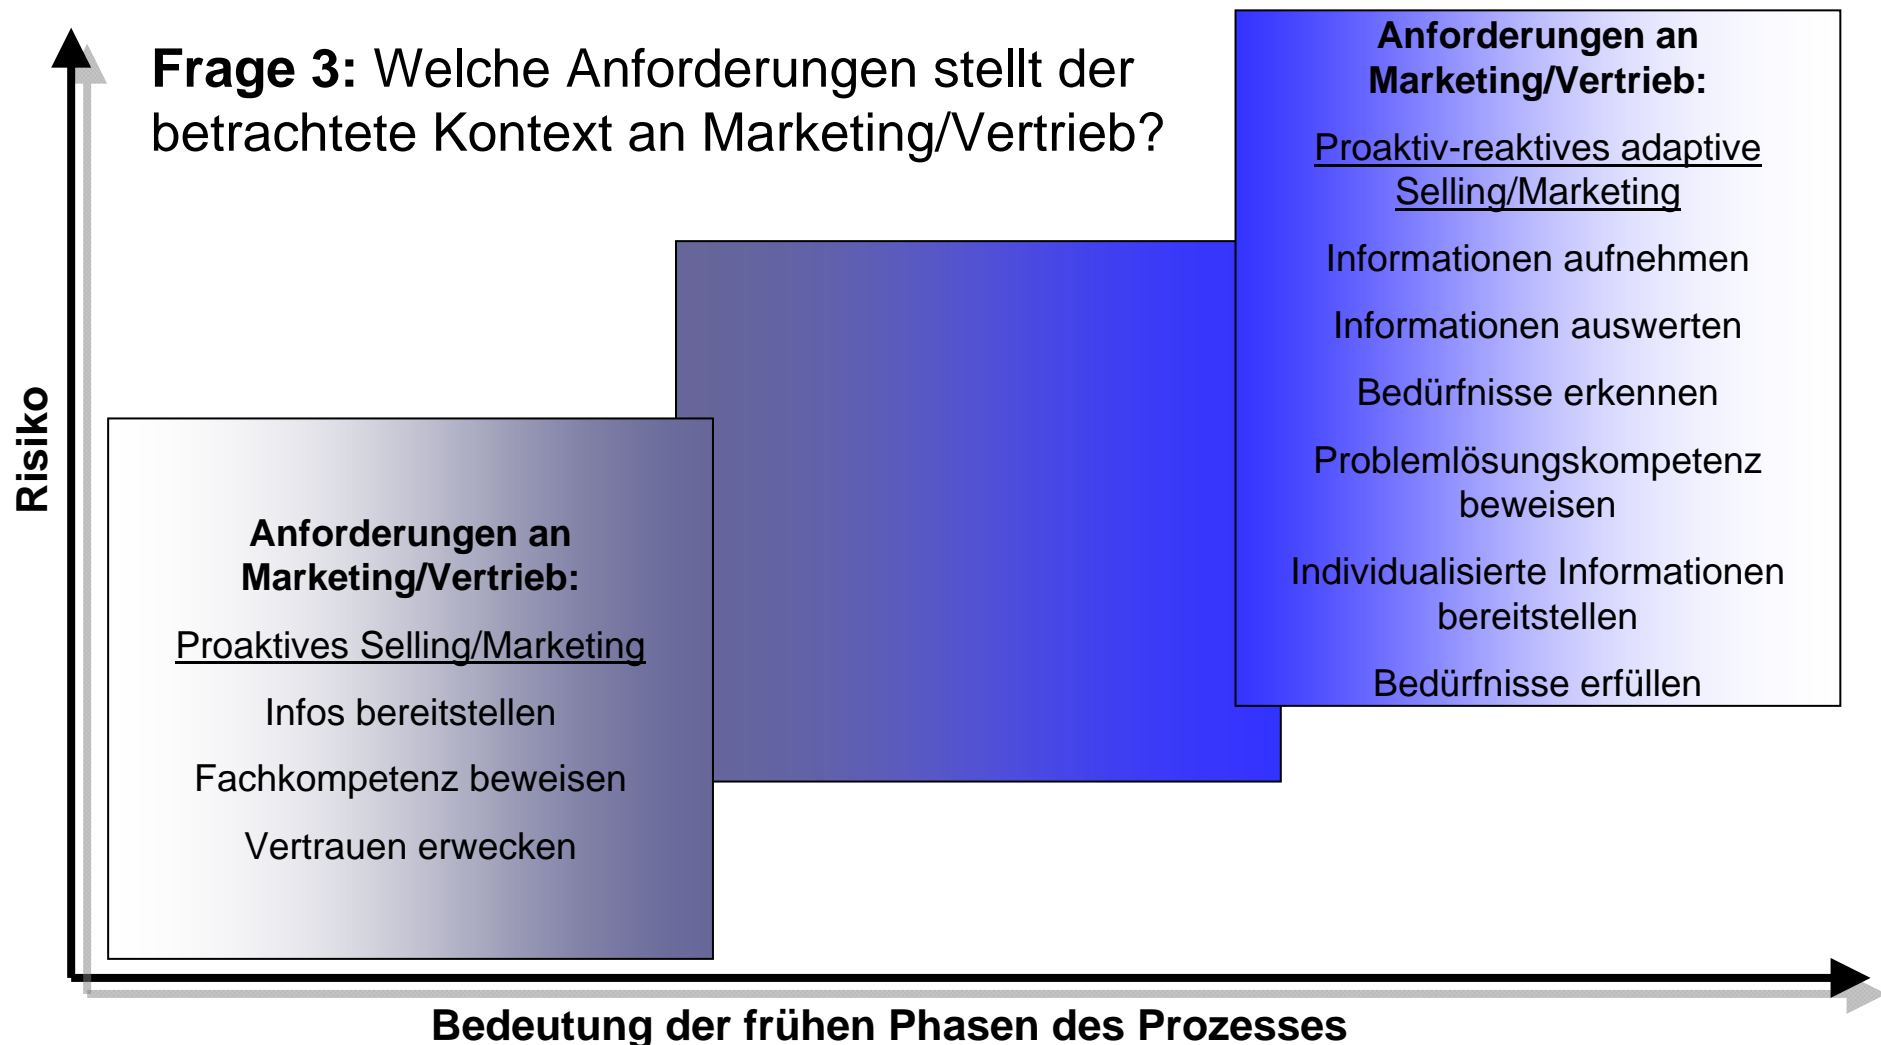 Frage 3: Welche Anforderungen stellt der
betrachtete Kontext an Marketing/Vertrieb?
Anforderungen an
Marketing/Vertrieb:
Proaktiv-reaktives adaptive
Selling/Marketing
Informationen aufnehmen
Informationen auswerten
Bedürfnisse erkennen
Problemlösungskompetenz
beweisen
Individualisierte Informationen
bereitstellen
Bedürfnisse erfüllen
Risiko
Anforderungen an
Marketing/Vertrieb:
Proaktives Selling/Marketing
Infos bereitstellen
Fachkompetenz beweisen
Vertrauen erwecken
Bedeutung der frühen Phasen des Prozesses